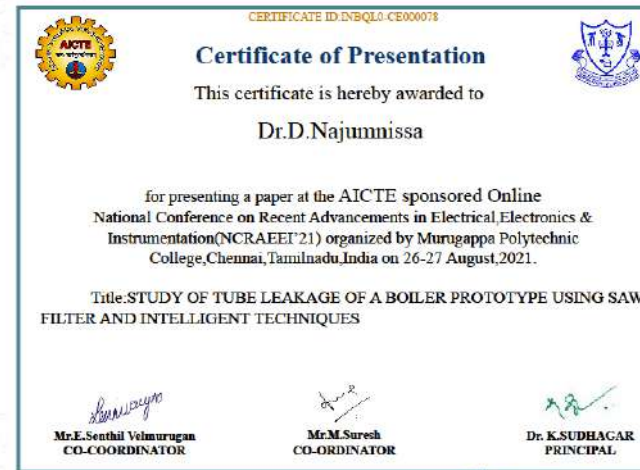 CERTIFICATE ID:INBQL0-CE000078
AICTE
Certificate of Presentation
This certificate is hereby awarded to
Dr.D.Najumnissa
for presenting a paper at the AICTE sponsored Online
National Conference on Recent Advancements in Electrical,Electronics &
Instrumentation(NCRAEEI'21) organized by Murugappa Polytechnic
College,Chennai,Tamilnadu,India on 26-27 August,2021.
Title:STUDY OF TUBE LEAKAGE OF A BOILER PROTOTYPE USING SAW
FILTER AND INTELLIGENT TECHNIQUES
Mr.E.Senthil Velmurugan
CO-COORDINATOR
Mr.M.Suresh
CO-ORDINATOR
Dr. K.SUDHAGAR
PRINCIPAL